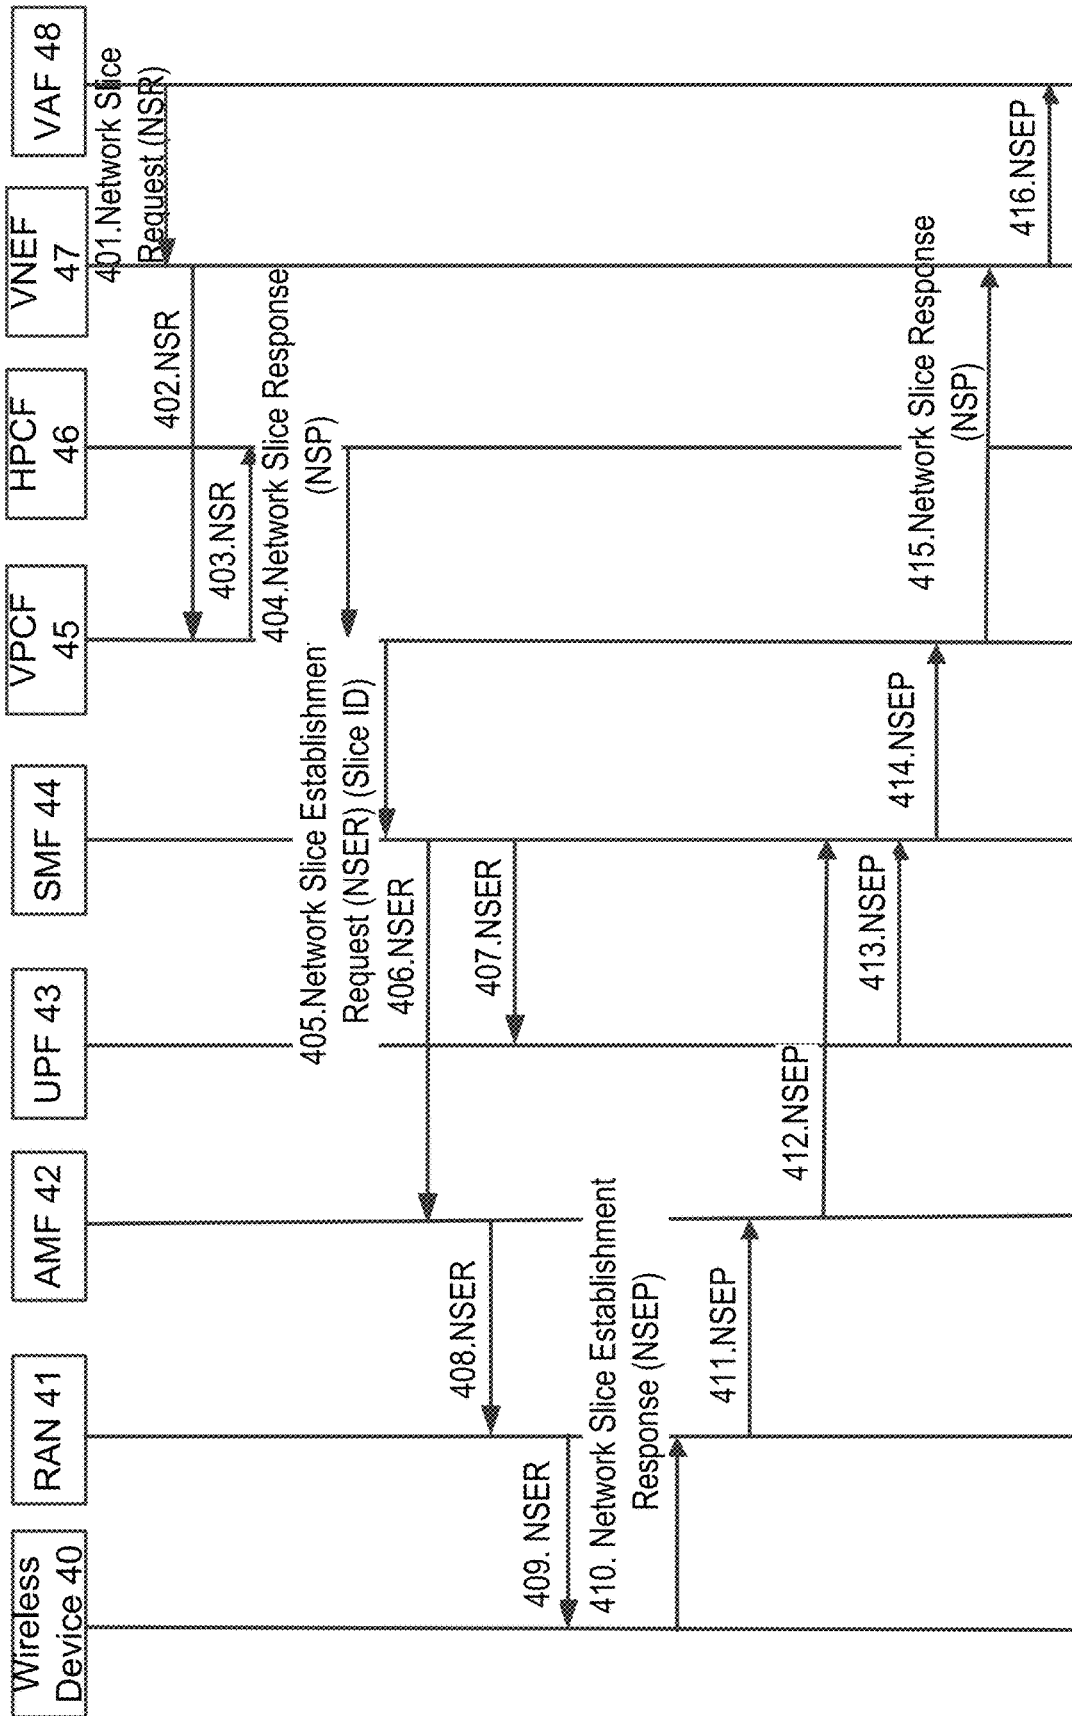 Wireless
Device 40
RAN 41
AMF 42
UPF 43
SMF 44
VPCF
45
HPCF
46
VNEF
47
VAF 48
401.Network Slice
Request (NSR)
402.NSR
403.NSR
404.Network Slice Response
(NSP)
405.Network Slice Establishmen
Request (NSER) (Slice ID)
406.NSER
407.NSER
408.NSER
409. NSER
410. Network Slice Establishment
Response (NSEP)
411.NSEP
412.NSEP
413.NSEP
414.NSEP
415.Network Slice Response
(NSP)
416.NSEP